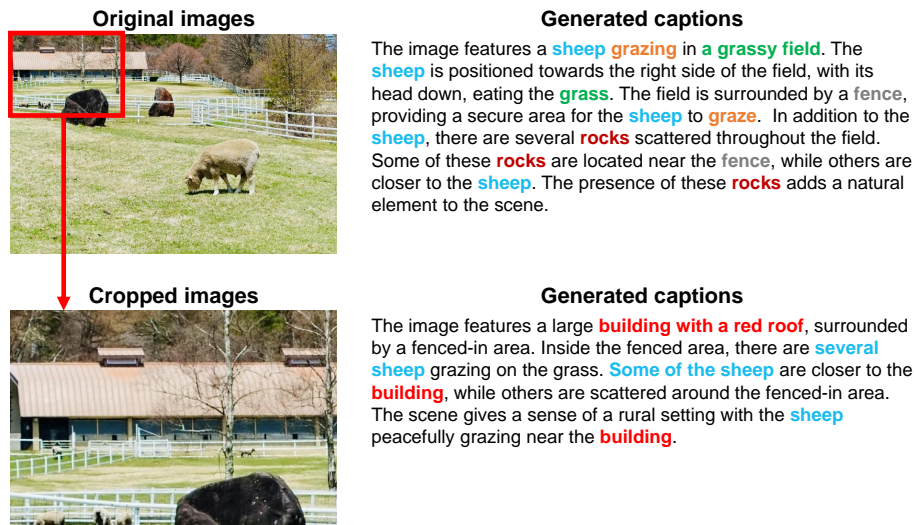 Original images
Generated captions
The image features a sheep grazing in a grassy field. The
sheep is positioned towards the right side of the field, with its
head down, eating the grass. The field is surrounded by a fence,
providing a secure area for the sheep to graze. In addition to the
sheep, there are several rocks scattered throughout the field.
Some of these rocks are located near the fence, while others are
closer to the sheep. The presence of these rocks adds a natural
element to the scene.
Cropped images
Generated captions
The image features a large building with a red roof, surrounded
by a fenced-in area. Inside the fenced area, there are several
sheep grazing on the grass. Some of the sheep are closer to the
building, while others are scattered around the fenced-in area.
The scene gives a sense of a rural setting with the sheep
peacefully grazing near the building.